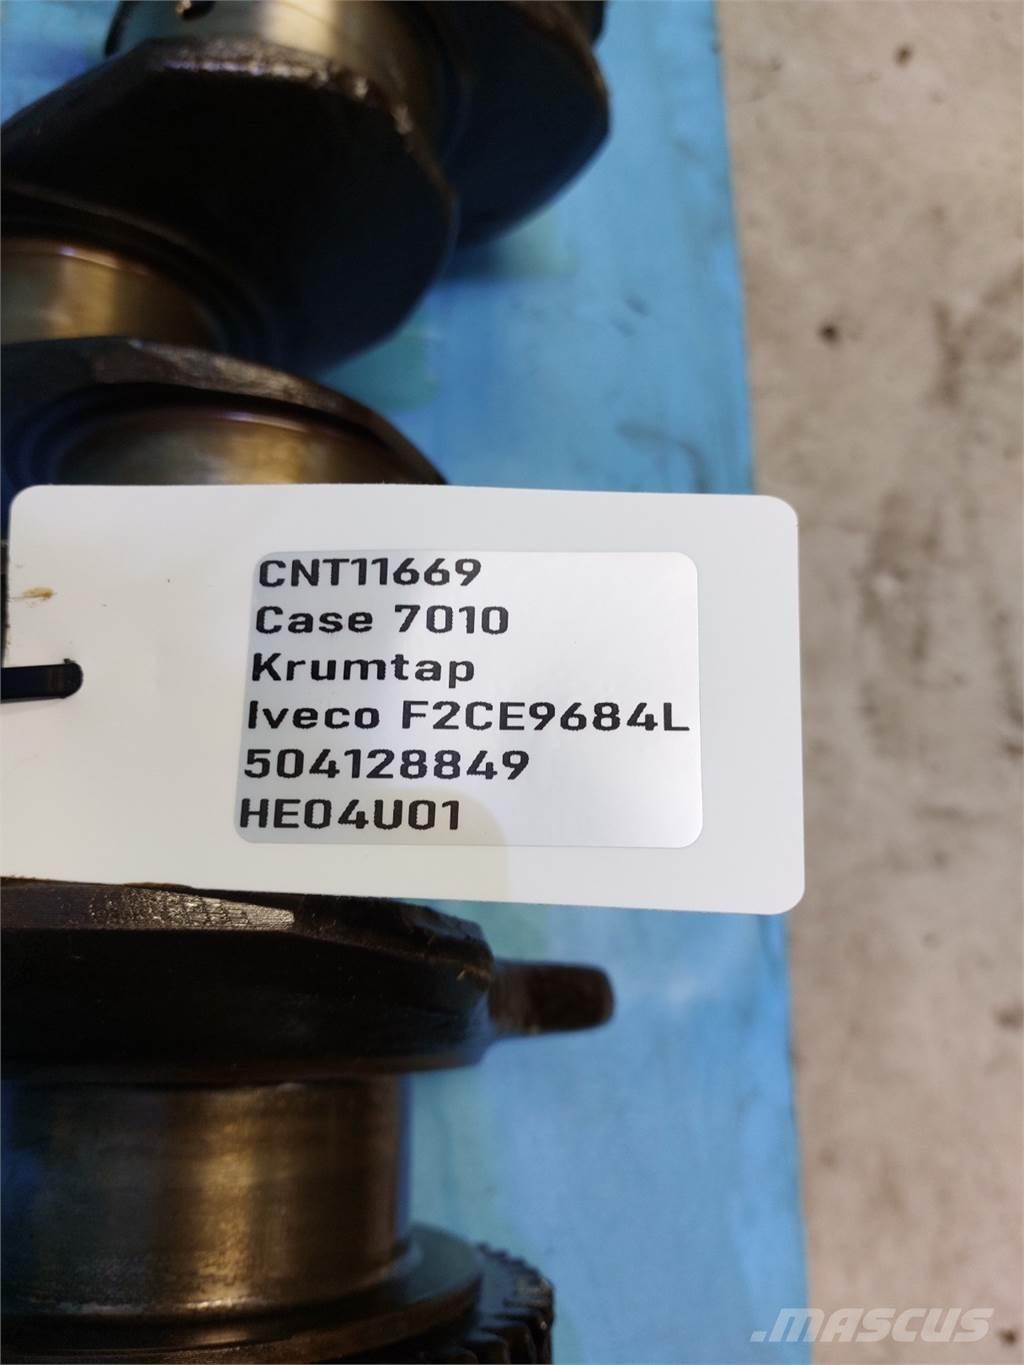 CNT11669
Case 7010
Krumtap
Iveco F2CE9684L
504128849
HE04U01
.MASCUS